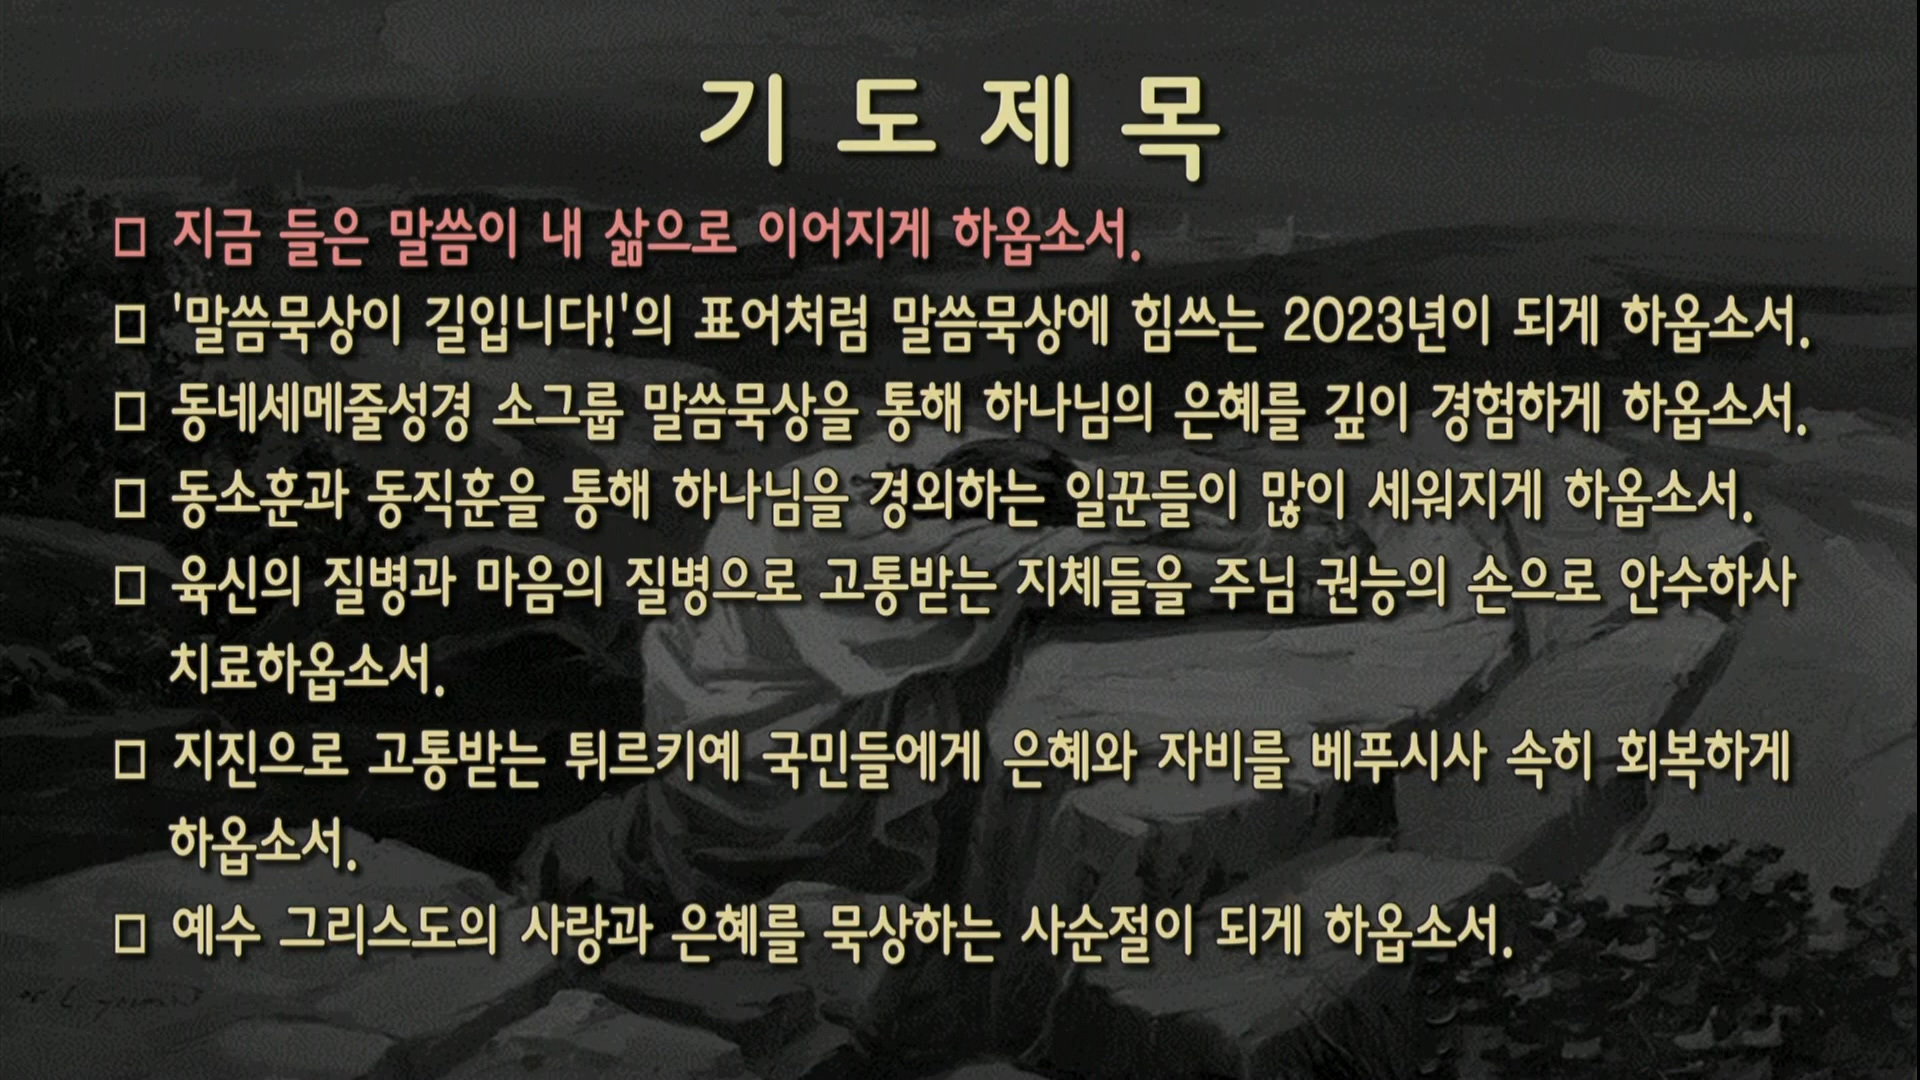 기도제목
□ 지금 들은 말씀이 내 삶으로 이어지게 하옵소서.
□ '말씀묵상이 길입니다!'의 표어처럼 말씀묵상에 힘쓰는 2023년이 되게 하옵소서.
□ 동네세메줄성경 소그룹 말씀묵상을 통해 하나님의 은혜를 깊이 경험하게 하옵소서.
□ 동소훈과 동직훈을 통해 하나님을 경외하는 일꾼들이 많이 세워지게 하옵소서.
□ 육신의 질병과 마음의 질병으로 고통받는 지체들을 주님 권능의 손으로 안수하사
치료하옵소서.
□ 지진으로 고통받는 튀르키예 국민들에게 은혜와 자비를 베푸시사 속히 회복하게
하옵소서.
□ 예수 그리스도의 사랑과 은혜를 묵상하는 사순절이 되게 하옵소서.